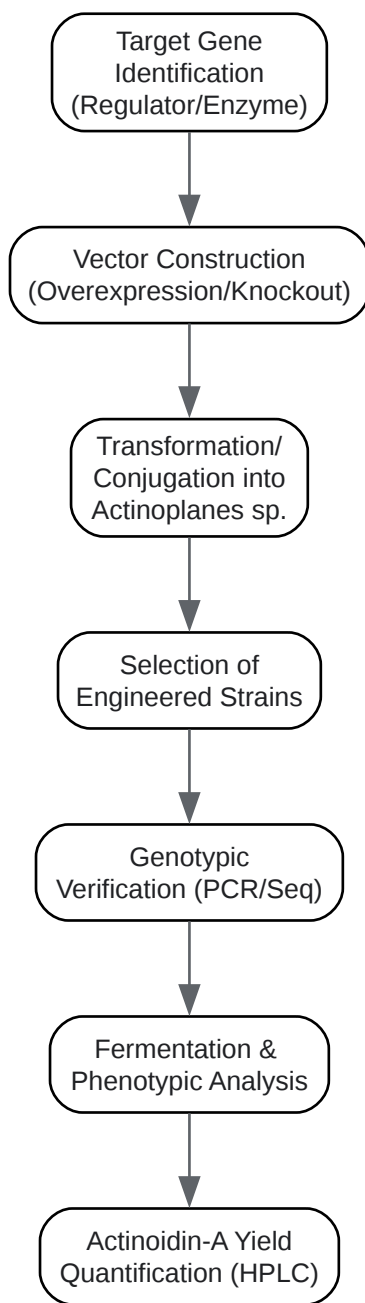 Target Gene
Identification
(Regulator/Enzyme)
Vector Construction
(Overexpression/Knockout)
Transformation/
Conjugation into
Actinoplanes sp.
Selection of
Engineered Strains
Genotypic
Verification (PCR/Seq)
Fermentation &
Phenotypic Analysis
Actinoidin-A Yield
Quantification (HPLC)